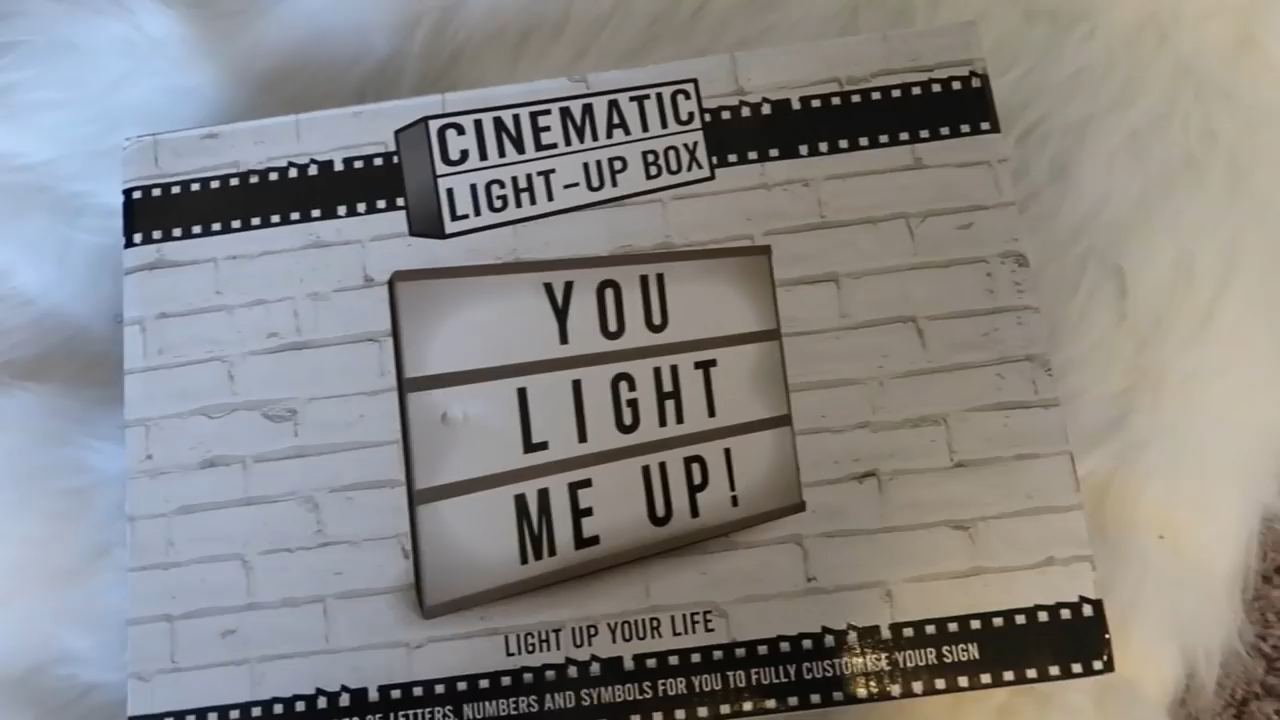 CINEMATIC
LIGHT-UP BOX
YOU
LIGHT
ME UP!
LIGHT UP YOUR LIFE
OF LETTERS, NUMBERS AND SYMBOLS FOR YOU TO FULLY CUSTOMISE YOUR SIGN